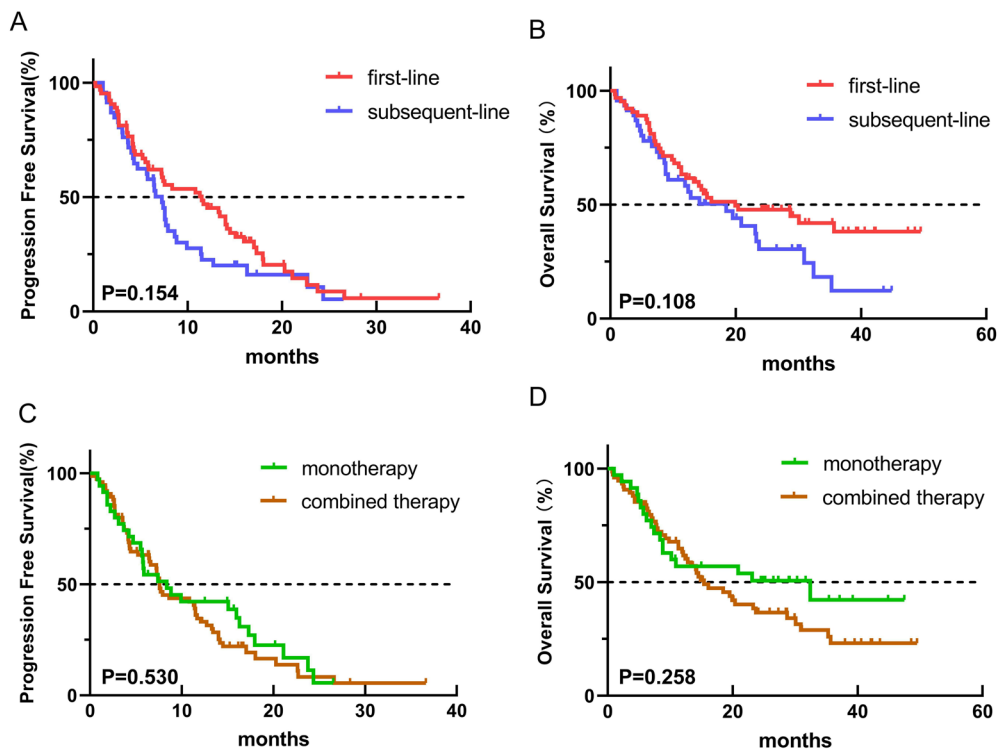 A
Progression Free Survival(%)
100
50
0
first-line
subsequent-line
P=0.154
0 10 20 30 40
months
B
Overall Survival (%)
100
50
0
first-line
subsequent-line
P=0.108
0 20 40 60
months
C
Progression Free Survival(%)
100
50
0
monotherapy
combined therapy
P=0.530
0 10 20 30 40
months
D
Overall Survival (%)
100
50
0
monotherapy
combined therapy
P=0.258
0 20 40 60
months